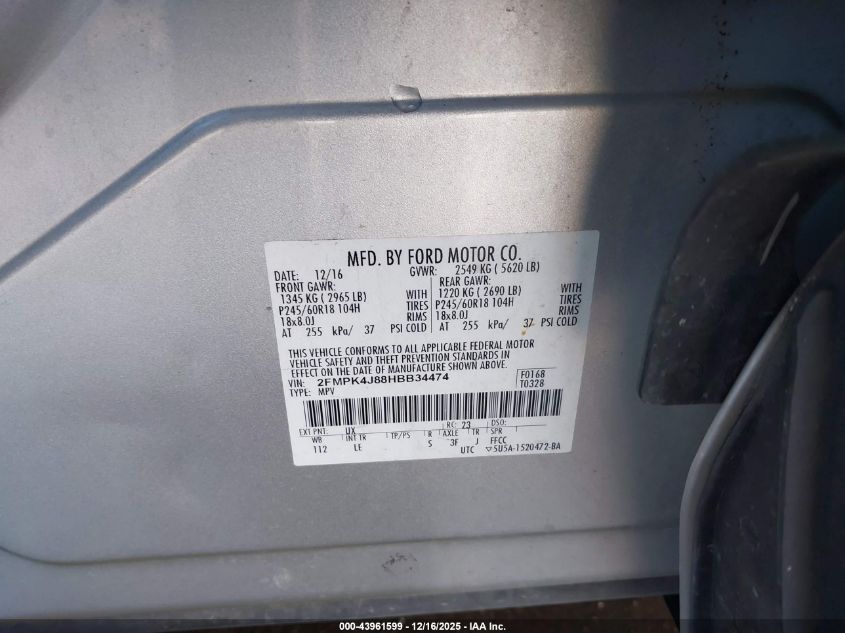 MFD. BY FORD MOTOR CO.
DATE: 12/16 GVWR: 2549 KG ( 5620 LB)
FRONT GAWR: REAR GAWR:
1345 KG ( 2965 LB) WITH 1220 KG ( 2690 LB) WITH
P245/60R18 104H TIRES P245/60R18 104H TIRES
18x8.0J RIMS 18x8.0J RIMS
AT 255 kPa/ 37 PSI COLD AT 255 kPa/ 37 PSI COLD
THIS VEHICLE CONFORMS TO ALL APPLICABLE FEDERAL MOTOR
VEHICLE SAFETY AND THEFT PREVENTION STANDARDS IN
EFFECT ON THE DATE OF MANUFACTURE SHOWN ABOVE.
VIN: 2FMPK4J88HBB34474 F0168
TYPE: MPV T0328
EXT PNT: UX RC: 23 DSO:
WB INT TR TP/PS R AXLE TR SPR
112 LE S 3F J FFCC
UTC ▽5U5A-1520472-BA
000-43961599 - 12/16/2025 - IAA Inc.